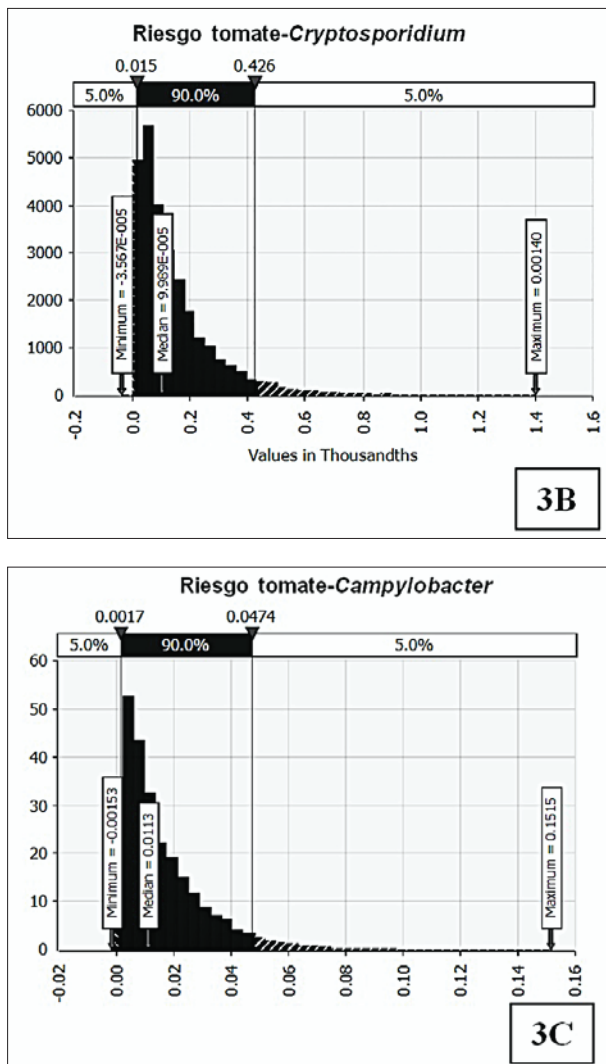 Riesgo tomate-Cryptosporidium
0.015 0.426
5.0% 90.0% 5.0%
6000
5000
4000
3000
2000
1000
0
Minimum = -3.567E-005
Median = 9.989E-005
Maximum = 0.00140
-0.2 0.0 0.2 0.4 0.6 0.8 1.0 1.2 1.4 1.6
Values in Thousandths
3B
Riesgo tomate-Campylobacter
0.0017 0.0474
5.0% 90.0% 5.0%
60
50
40
30
20
10
0
Minimum = -0.00153
Median = 0.0113
Maximum = 0.1515
-0.02 0.00 0.02 0.04 0.06 0.08 0.10 0.12 0.14 0.16
3C